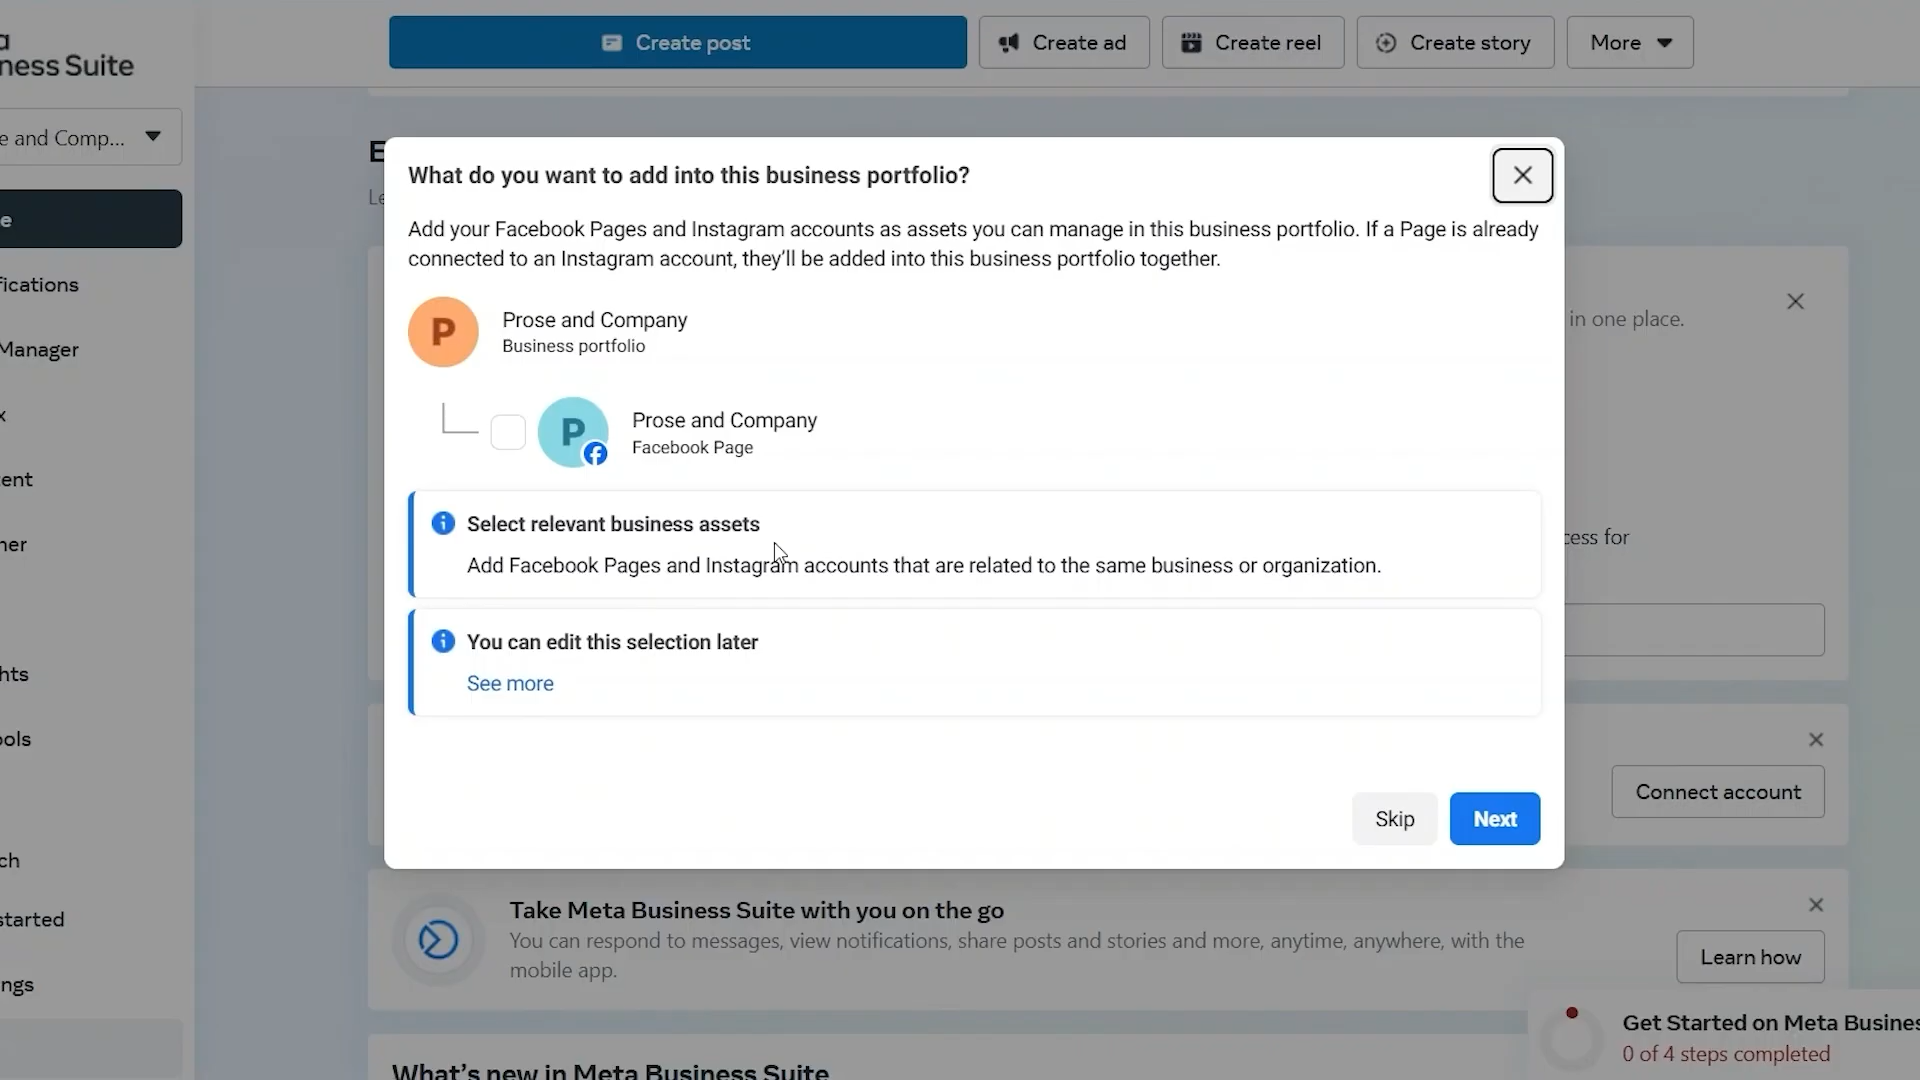 Create post
Create ad
Create reel
Create story
More
a
ness Suite
e and Comp...
e
fications
Manager
x
ent
ner
hts
ols
ch
started
ngs
E
Le
What do you want to add into this business portfolio?
Add your Facebook Pages and Instagram accounts as assets you can manage in this business portfolio. If a Page is already
connected to an Instagram account, they'll be added into this business portfolio together.
P
Prose and Company
Business portfolio
P
Prose and Company
Facebook Page
Select relevant business assets
Add Facebook Pages and Instagram accounts that are related to the same business or organization.
You can edit this selection later
See more
Skip
Next
in one place.
cess for
Connect account
Take Meta Business Suite with you on the go
You can respond to messages, view notifications, share posts and stories and more, anytime, anywhere, with the
mobile app.
Learn how
Get Started on Meta Busines
0 of 4 steps completed
What's new in Meta Business Suite